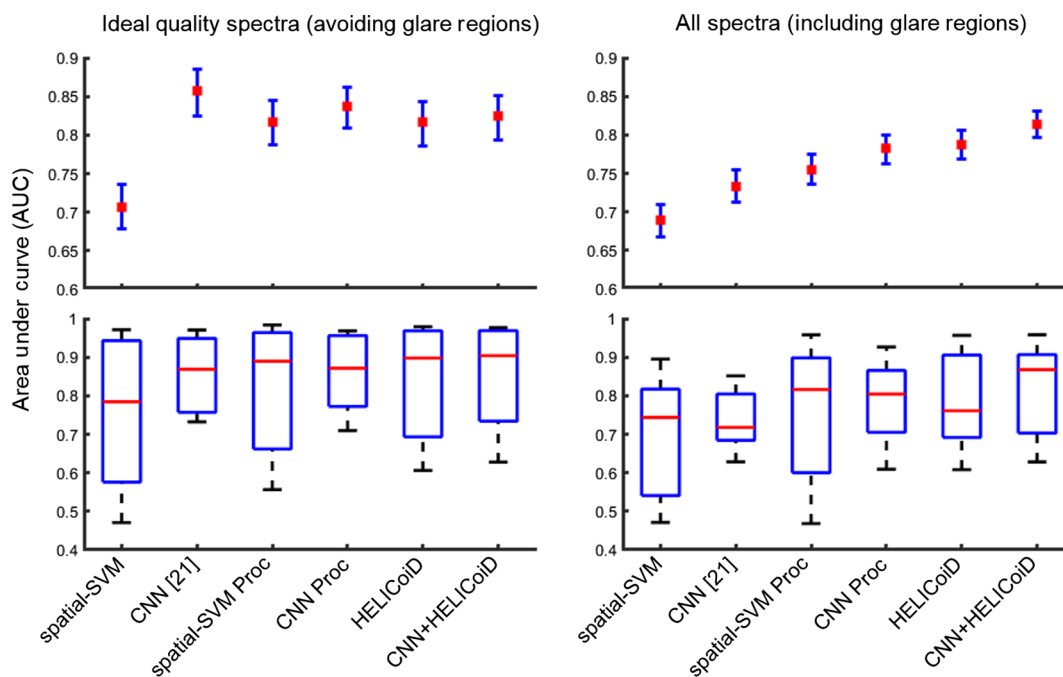 Ideal quality spectra (avoiding glare regions)
All spectra (including glare regions)
Area under curve (AUC)
0.9
0.85
0.8
0.75
0.7
0.65
0.6
0.9
0.85
0.8
0.75
0.7
0.65
0.6
1
0.9
0.8
0.7
0.6
0.5
0.4
1
0.9
0.8
0.7
0.6
0.5
0.4
spatial-SVM
CNN [21]
spatial-SVM Proc
CNN Proc
HELICoiD
CNN+HELICoiD
spatial-SVM
CNN [21]
spatial-SVM Proc
CNN Proc
HELICoiD
CNN+HELICoiD